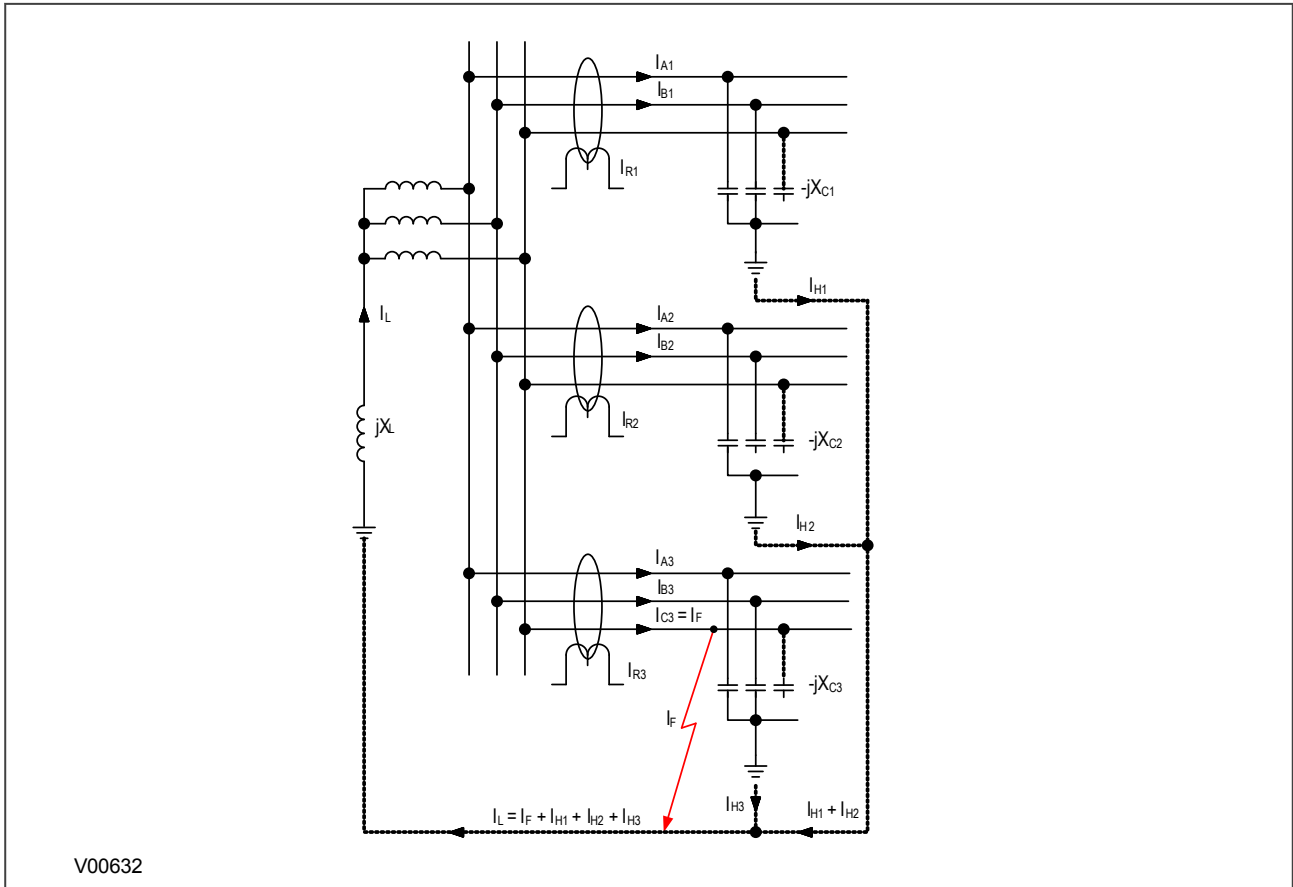 IA1
IB1
IR1
-jXC1
IH1
IL
IA2
IB2
jXL
IR2
-jXC2
IH2
IA3
IB3
IC3 = IF
IR3
-jXC3
IF
IH3
IH1 + IH2
IL = IF + IH1 + IH2 + IH3
V00632